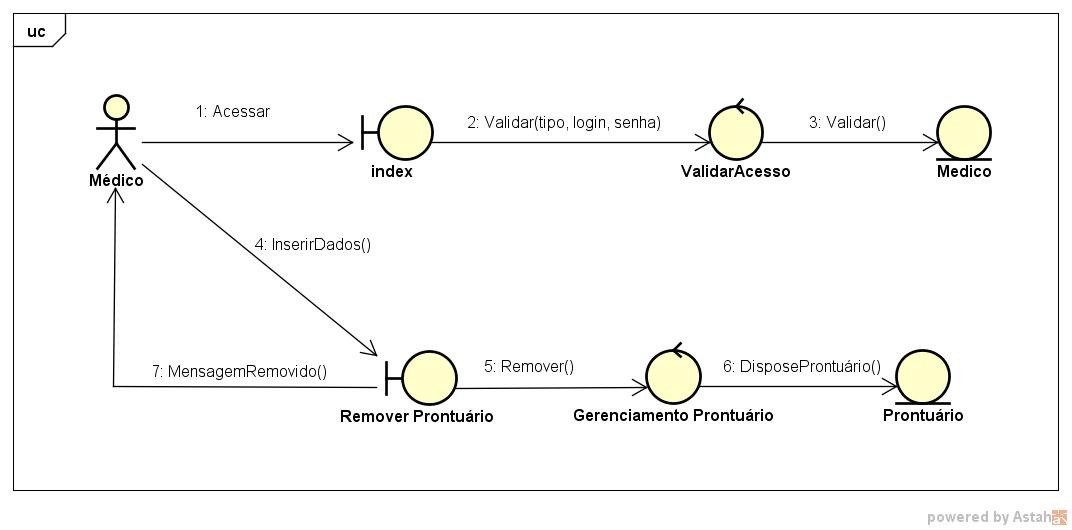 uc
1: Acessar
2: Validar(tipo, login, senha)
3: Validar()
Médico
index
ValidarAcesso
Medico
4: InserirDados()
7: MensagemRemovido()
5: Remover()
6: DisposeProntuário()
Remover Prontuário
Gerenciamento Prontuário
Prontuário
powered by Astah